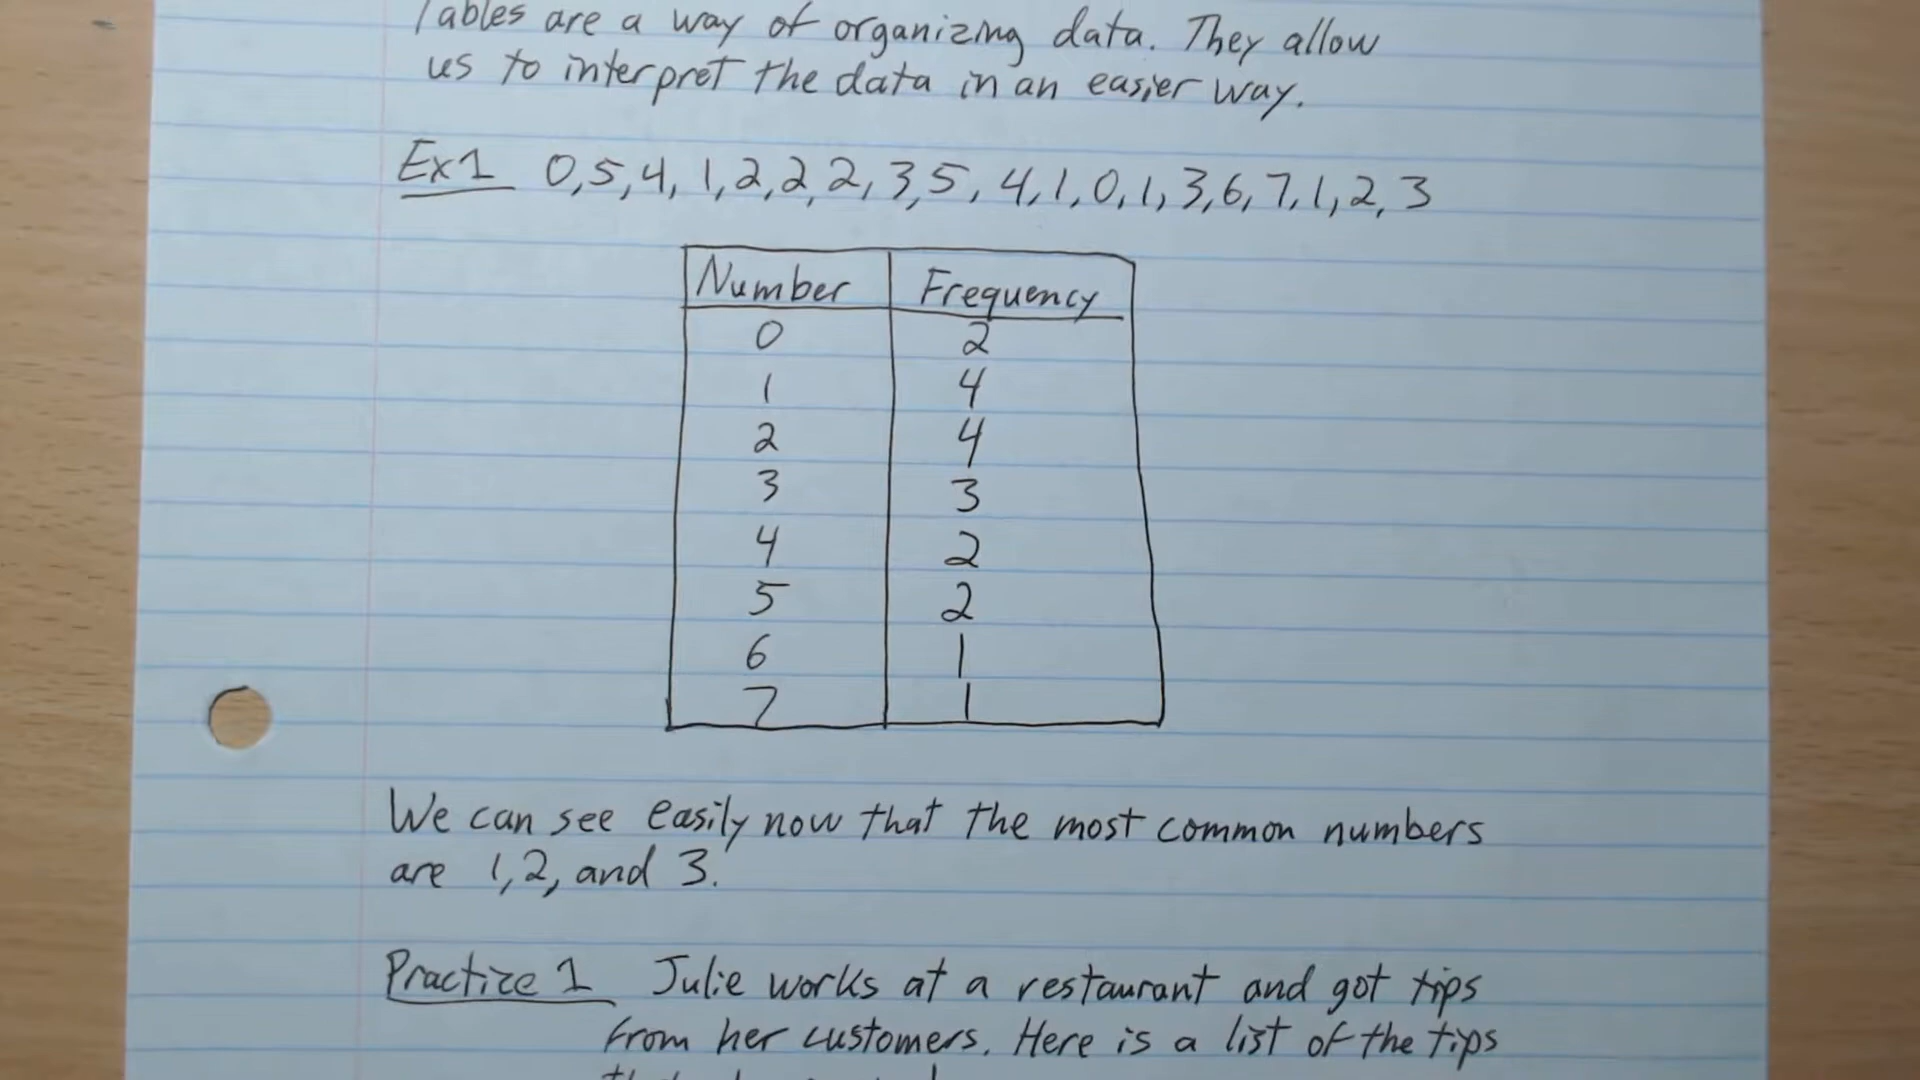 Tables are a way of organizing data. They allow
us to interpret the data in an easier way.
Ex1 0,5,4,1,2,2,2,3,5,4,1,0,1,3,6,7,1,2,3
Number Frequency
0 2
1 4
2 4
3 3
4 2
5 2
6 1
7 1
We can see easily now that the most common numbers
are 1,2, and 3.
Practice 1 Julie works at a restaurant and got tips
from her customers. Here is a list of the tips